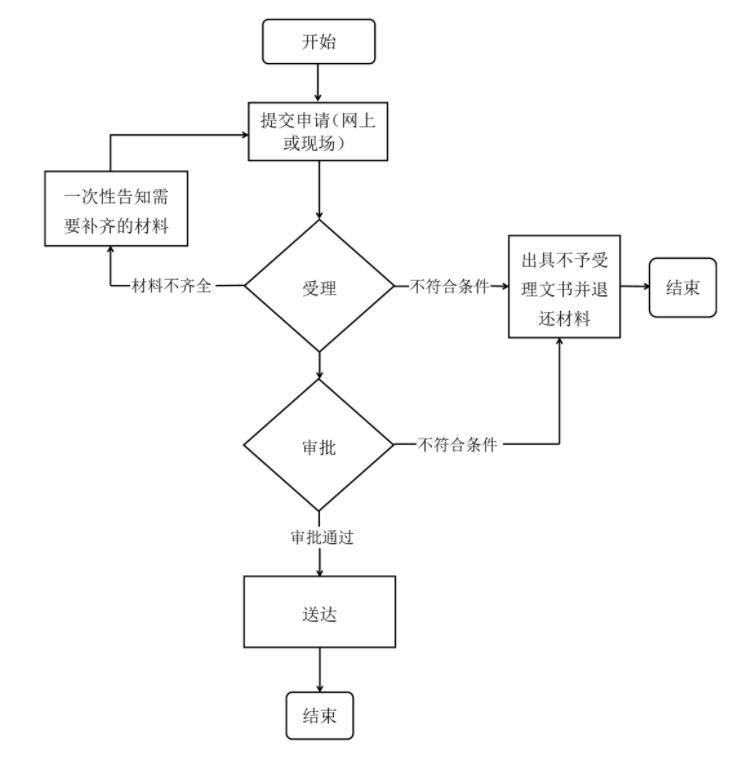 开始
提交申请（网上
或现场）
一次性告知需
要补齐的材料
材料不齐全
受理
不符合条件
出具不予受
理文书并退
还材料
结束
审批
不符合条件
审批通过
送达
结束